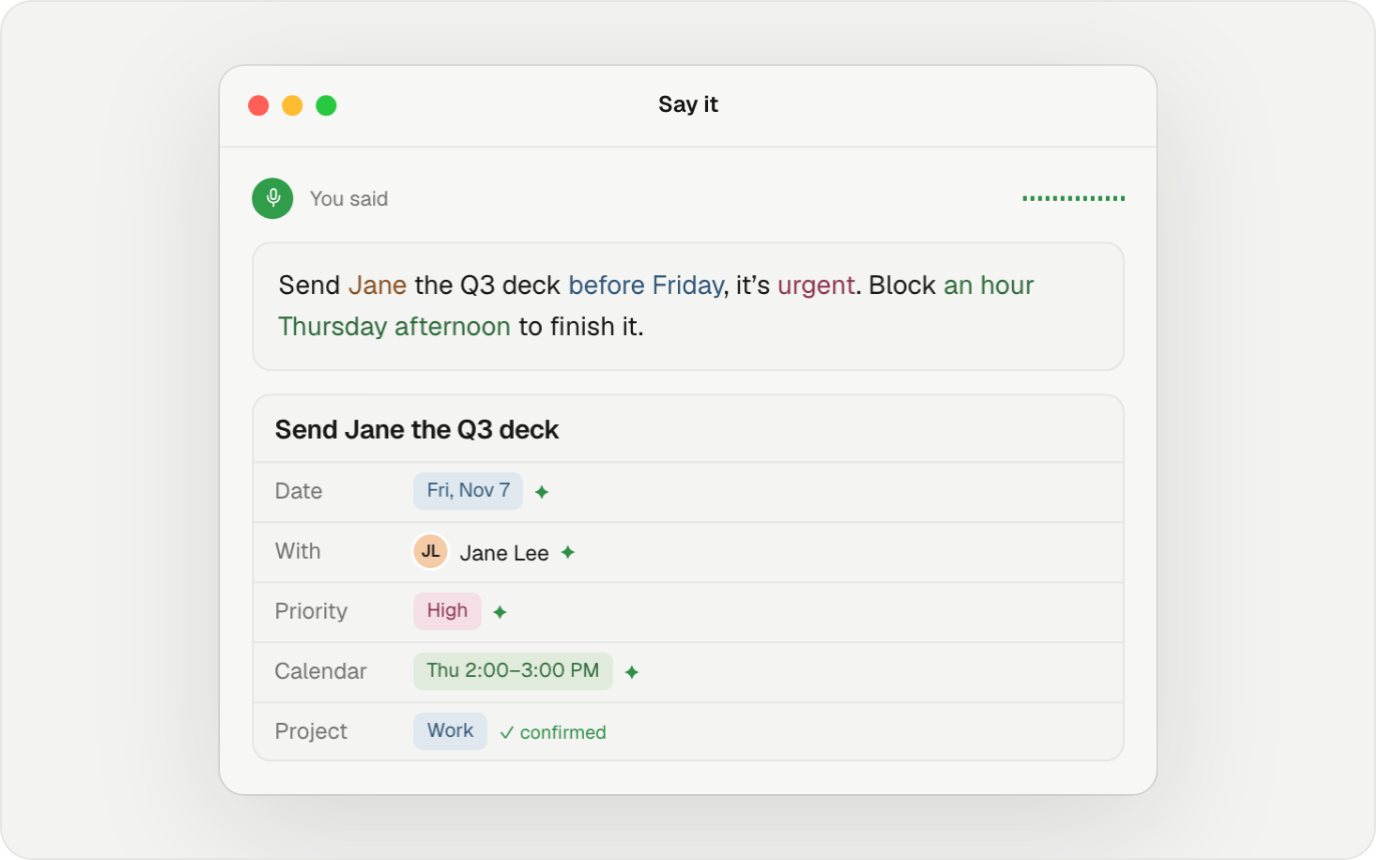 Say it
You said
Send Jane the Q3 deck before Friday, it’s urgent. Block an hour
Thursday afternoon to finish it.
Send Jane the Q3 deck
Date Fri, Nov 7 ✦
With JL Jane Lee ✦
Priority High ✦
Calendar Thu 2:00–3:00 PM ✦
Project Work ✓ confirmed